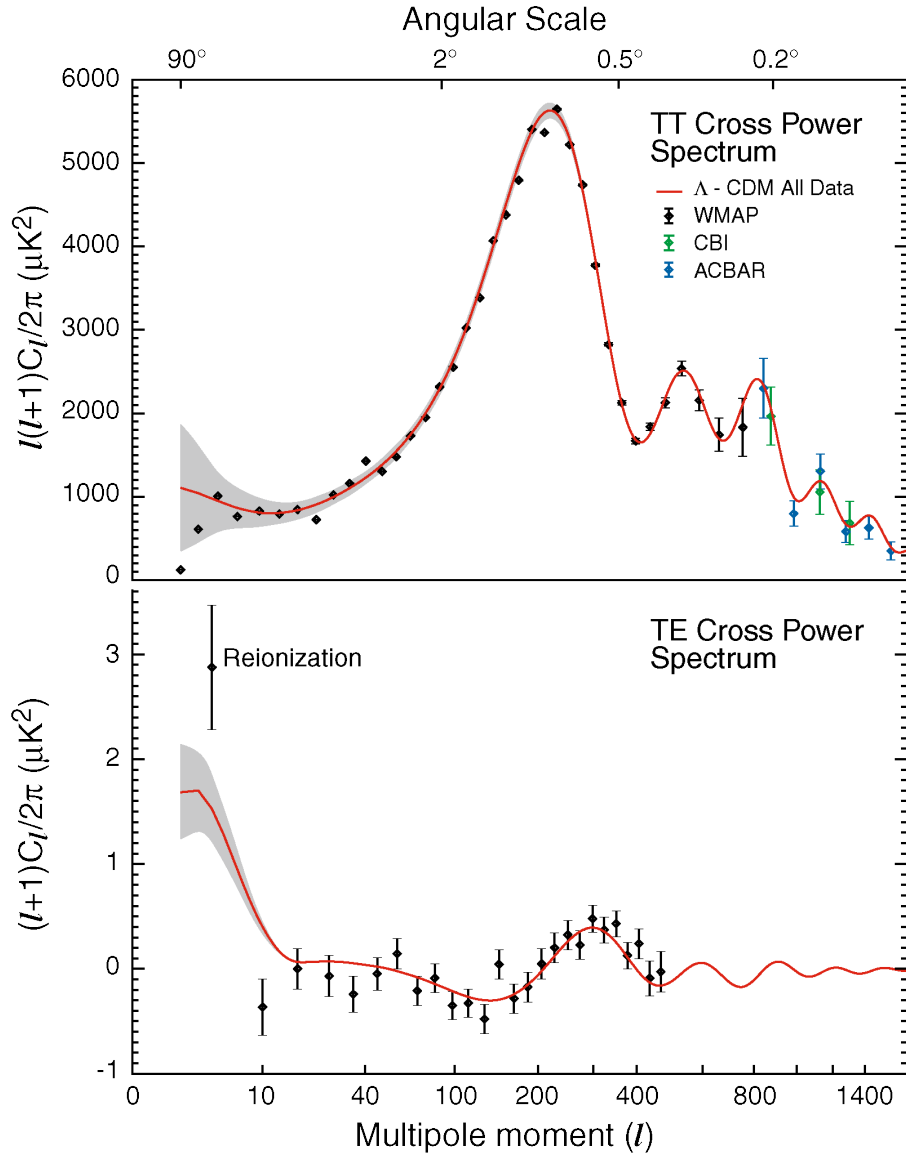 Angular Scale
90° 2° 0.5° 0.2°
6000
5000
4000
3000
2000
1000
0
l(l+1)Cl/2π (μK²)
TT Cross Power
Spectrum
Λ - CDM All Data
WMAP
CBI
ACBAR
3
2
1
0
-1
(l+1)Cl/2π (μK²)
Reionization
TE Cross Power
Spectrum
0 10 40 100 200 400 800 1400
Multipole moment (l)